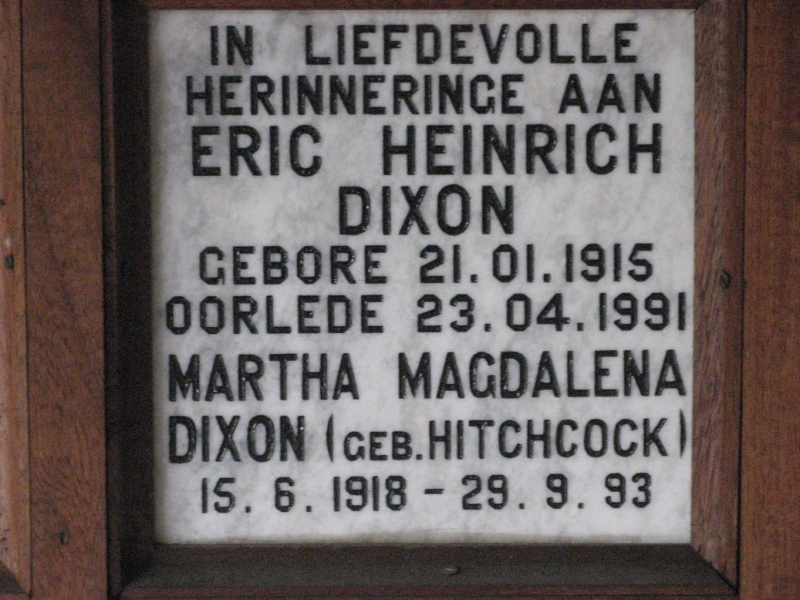 IN LIEFDEVOLLE
HERINNERINGE AAN
ERIC HEINRICH
DIXON
GEBORE 21.01.1915
OORLEDE 23.04.1991
MARTHA MAGDALENA
DIXON (GEB. HITCHCOCK)
15. 6. 1918 - 29. 9. 93